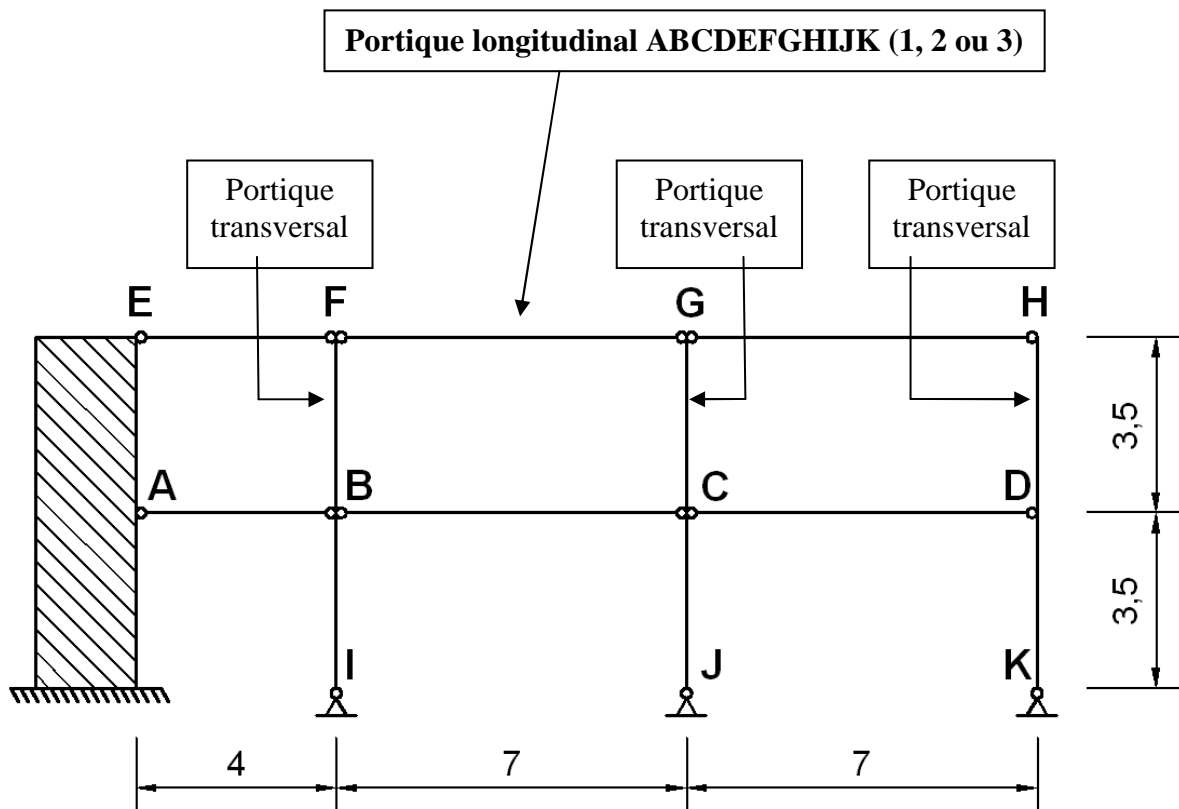 Portique longitudinal ABCDEFGHIJK (1, 2 ou 3)
Portique
transversal
Portique
transversal
Portique
transversal
E
F
G
H
A
B
C
D
3,5
3,5
I
J
K
4
7
7